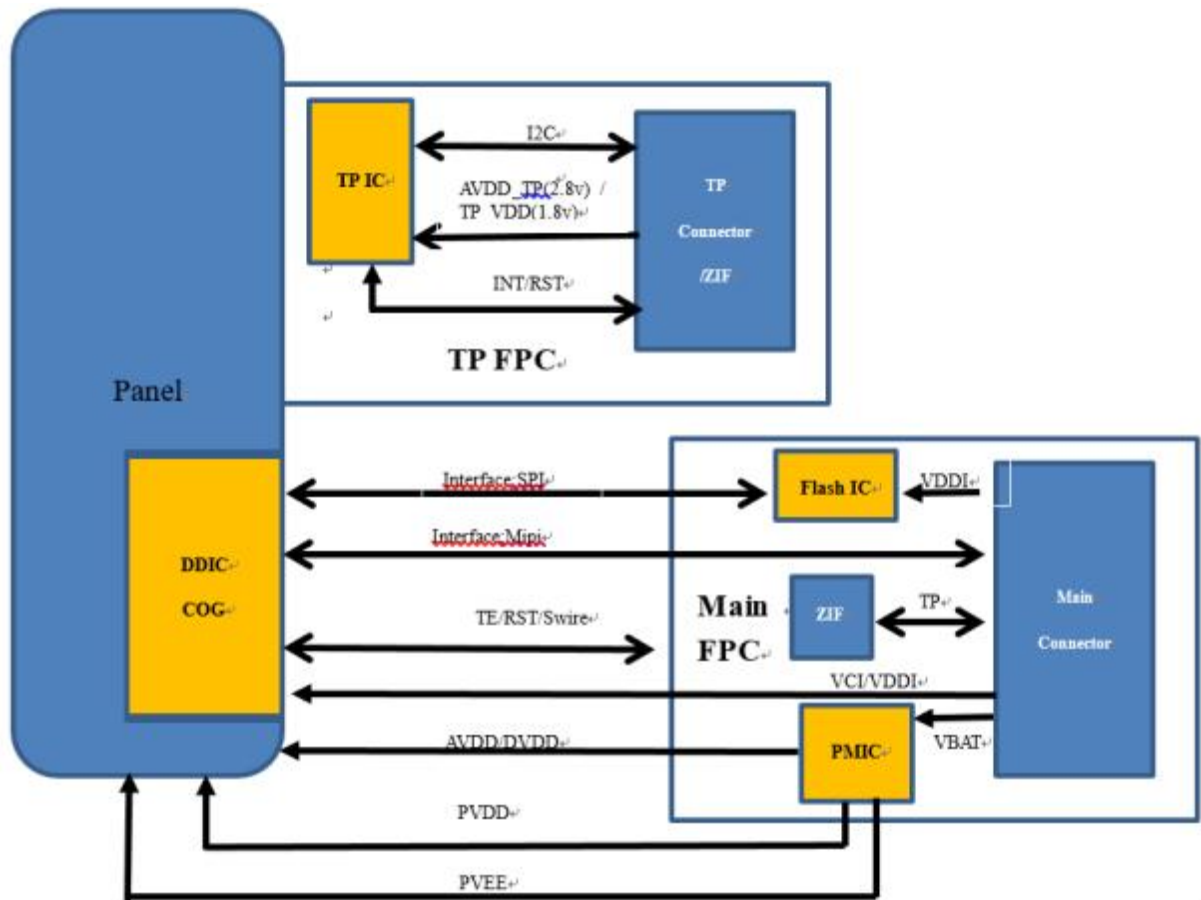 TP IC
I2C
AVDD_TP(2.8v) /
TP_VDD(1.8v)
INT/RST
TP
Connector
/ZIF
TP FPC
Panel
DDIC
COG
Interface:SPI
Flash IC
VDDI
Interface:Mipi
Main
FPC
ZIF
TP
Main
Connector
TE/RST/Swire
VCI/VDDI
AVDD/DVDD
PMIC
VBAT
PVDD
PVEE